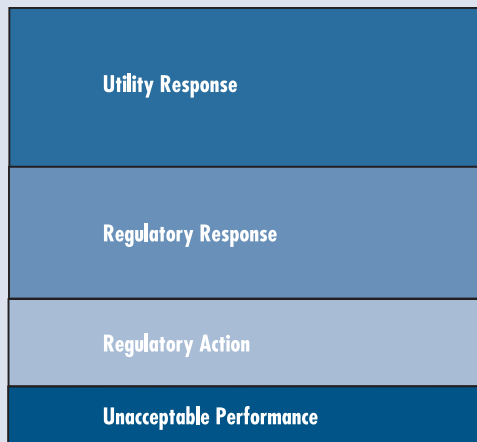 Utility Response
Regulatory Response
Regulatory Action
Unacceptable Performance